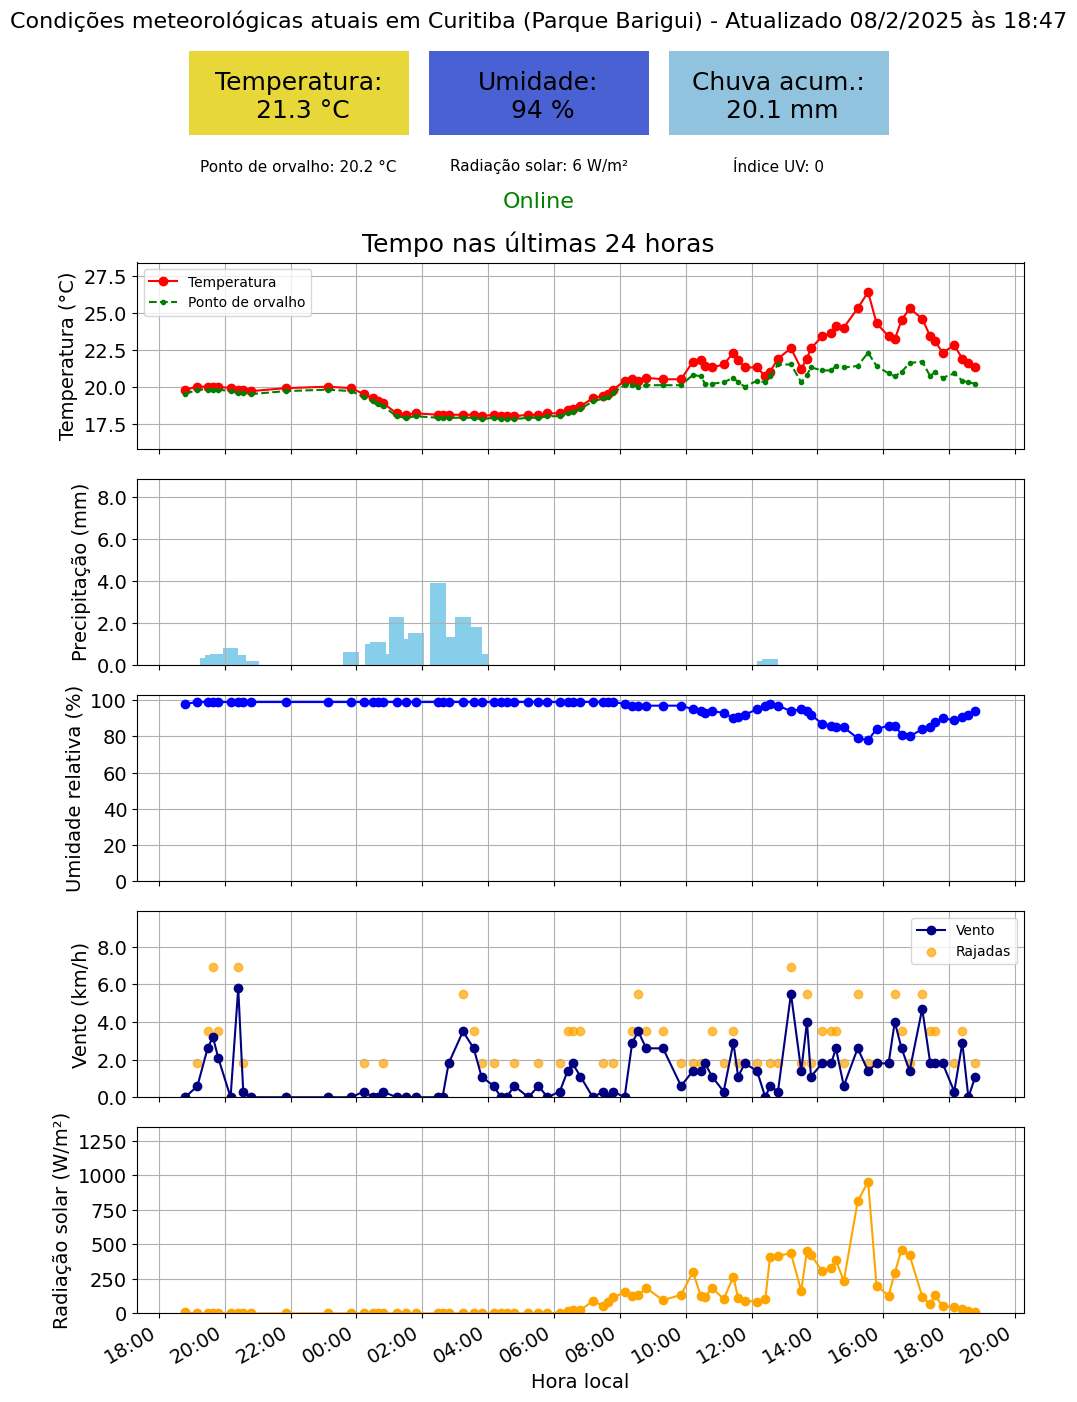 Condições meteorológicas atuais em Curitiba (Parque Barigui) - Atualizado 08/2/2025 às 18:47
Temperatura:
21.3 °C
Umidade:
94 %
Chuva acum.:
20.1 mm
Ponto de orvalho: 20.2 °C
Radiação solar: 6 W/m²
Índice UV: 0
Online
Tempo nas últimas 24 horas
Temperatura (°C)
27.5
25.0
22.5
20.0
17.5
Temperatura
Ponto de orvalho
Precipitação (mm)
8.0
6.0
4.0
2.0
0.0
Umidade relativa (%)
100
80
60
40
20
0
Vento (km/h)
8.0
6.0
4.0
2.0
0.0
Vento
Rajadas
Radiação solar (W/m²)
1250
1000
750
500
250
0
18:00
20:00
22:00
00:00
02:00
04:00
06:00
08:00
10:00
12:00
14:00
16:00
18:00
20:00
Hora local